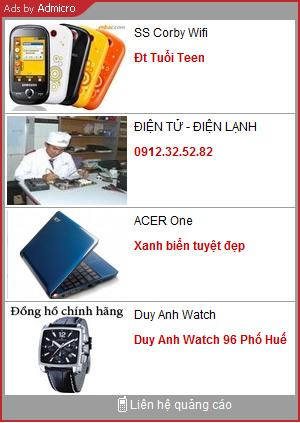 Ads by Admicro
SS Corby Wifi
Đt Tuổi Teen
ĐIỆN TỬ - ĐIỆN LẠNH
0912.32.52.82
ACER One
Xanh biển tuyệt đẹp
Đồng hồ chính hãng
Duy Anh Watch
Duy Anh Watch 96 Phố Huế
Liên hệ quảng cáo